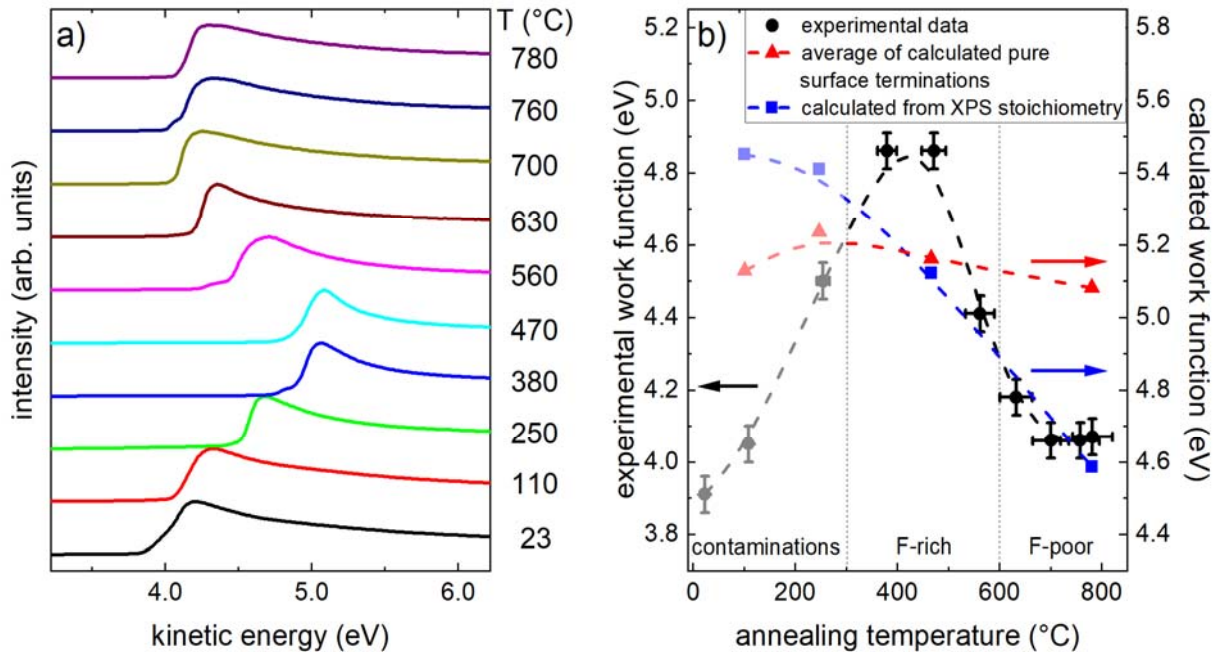 a)
T (°C)
780
760
700
630
560
470
380
250
110
23
intensity (arb. units)
4.0 5.0 6.0
kinetic energy (eV)
b)
experimental data
average of calculated pure
surface terminations
calculated from XPS stoichiometry
5.2
5.0
4.8
4.6
4.4
4.2
4.0
3.8
experimental work function (eV)
5.8
5.6
5.4
5.2
5.0
4.8
4.6
4.4
calculated work function (eV)
contaminations F-rich F-poor
0 200 400 600 800
annealing temperature (°C)